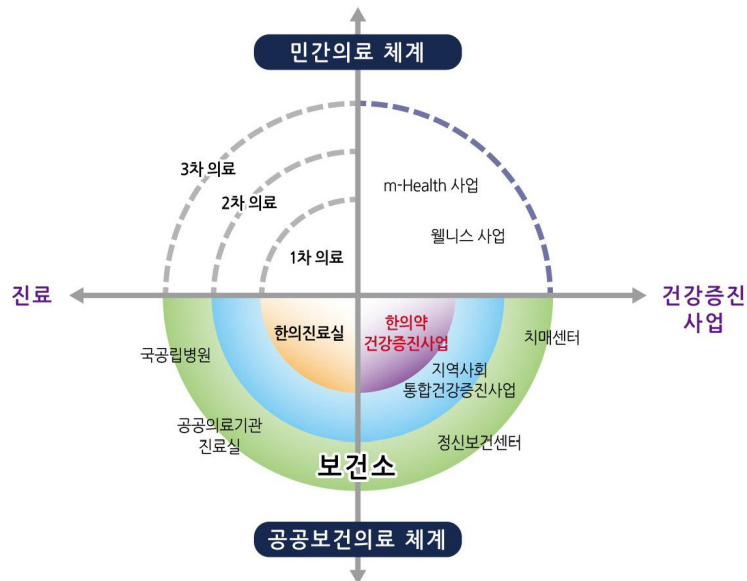 민간의료 체계
3차 의료
2차 의료
1차 의료
m-Health 사업
웰니스 사업
진료
건강증진
사업
한의진료실
한의약
건강증진사업
치매센터
국공립병원
지역사회
통합건강증진사업
공공의료기관
진료실
정신보건센터
보건소
공공보건의료 체계